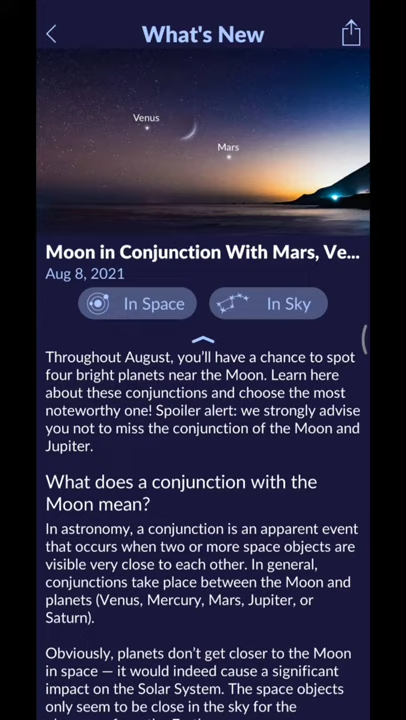 What's New
Venus
Mars
Moon in Conjunction With Mars, Ve...
Aug 8, 2021
In Space
In Sky
Throughout August, you'll have a chance to spot
four bright planets near the Moon. Learn here
about these conjunctions and choose the most
noteworthy one! Spoiler alert: we strongly advise
you not to miss the conjunction of the Moon and
Jupiter.
What does a conjunction with the
Moon mean?
In astronomy, a conjunction is an apparent event
that occurs when two or more space objects are
visible very close to each other. In general,
conjunctions take place between the Moon and
planets (Venus, Mercury, Mars, Jupiter, or
Saturn).
Obviously, planets don't get closer to the Moon
in space — it would indeed cause a significant
impact on the Solar System. The space objects
only seem to be close in the sky for the